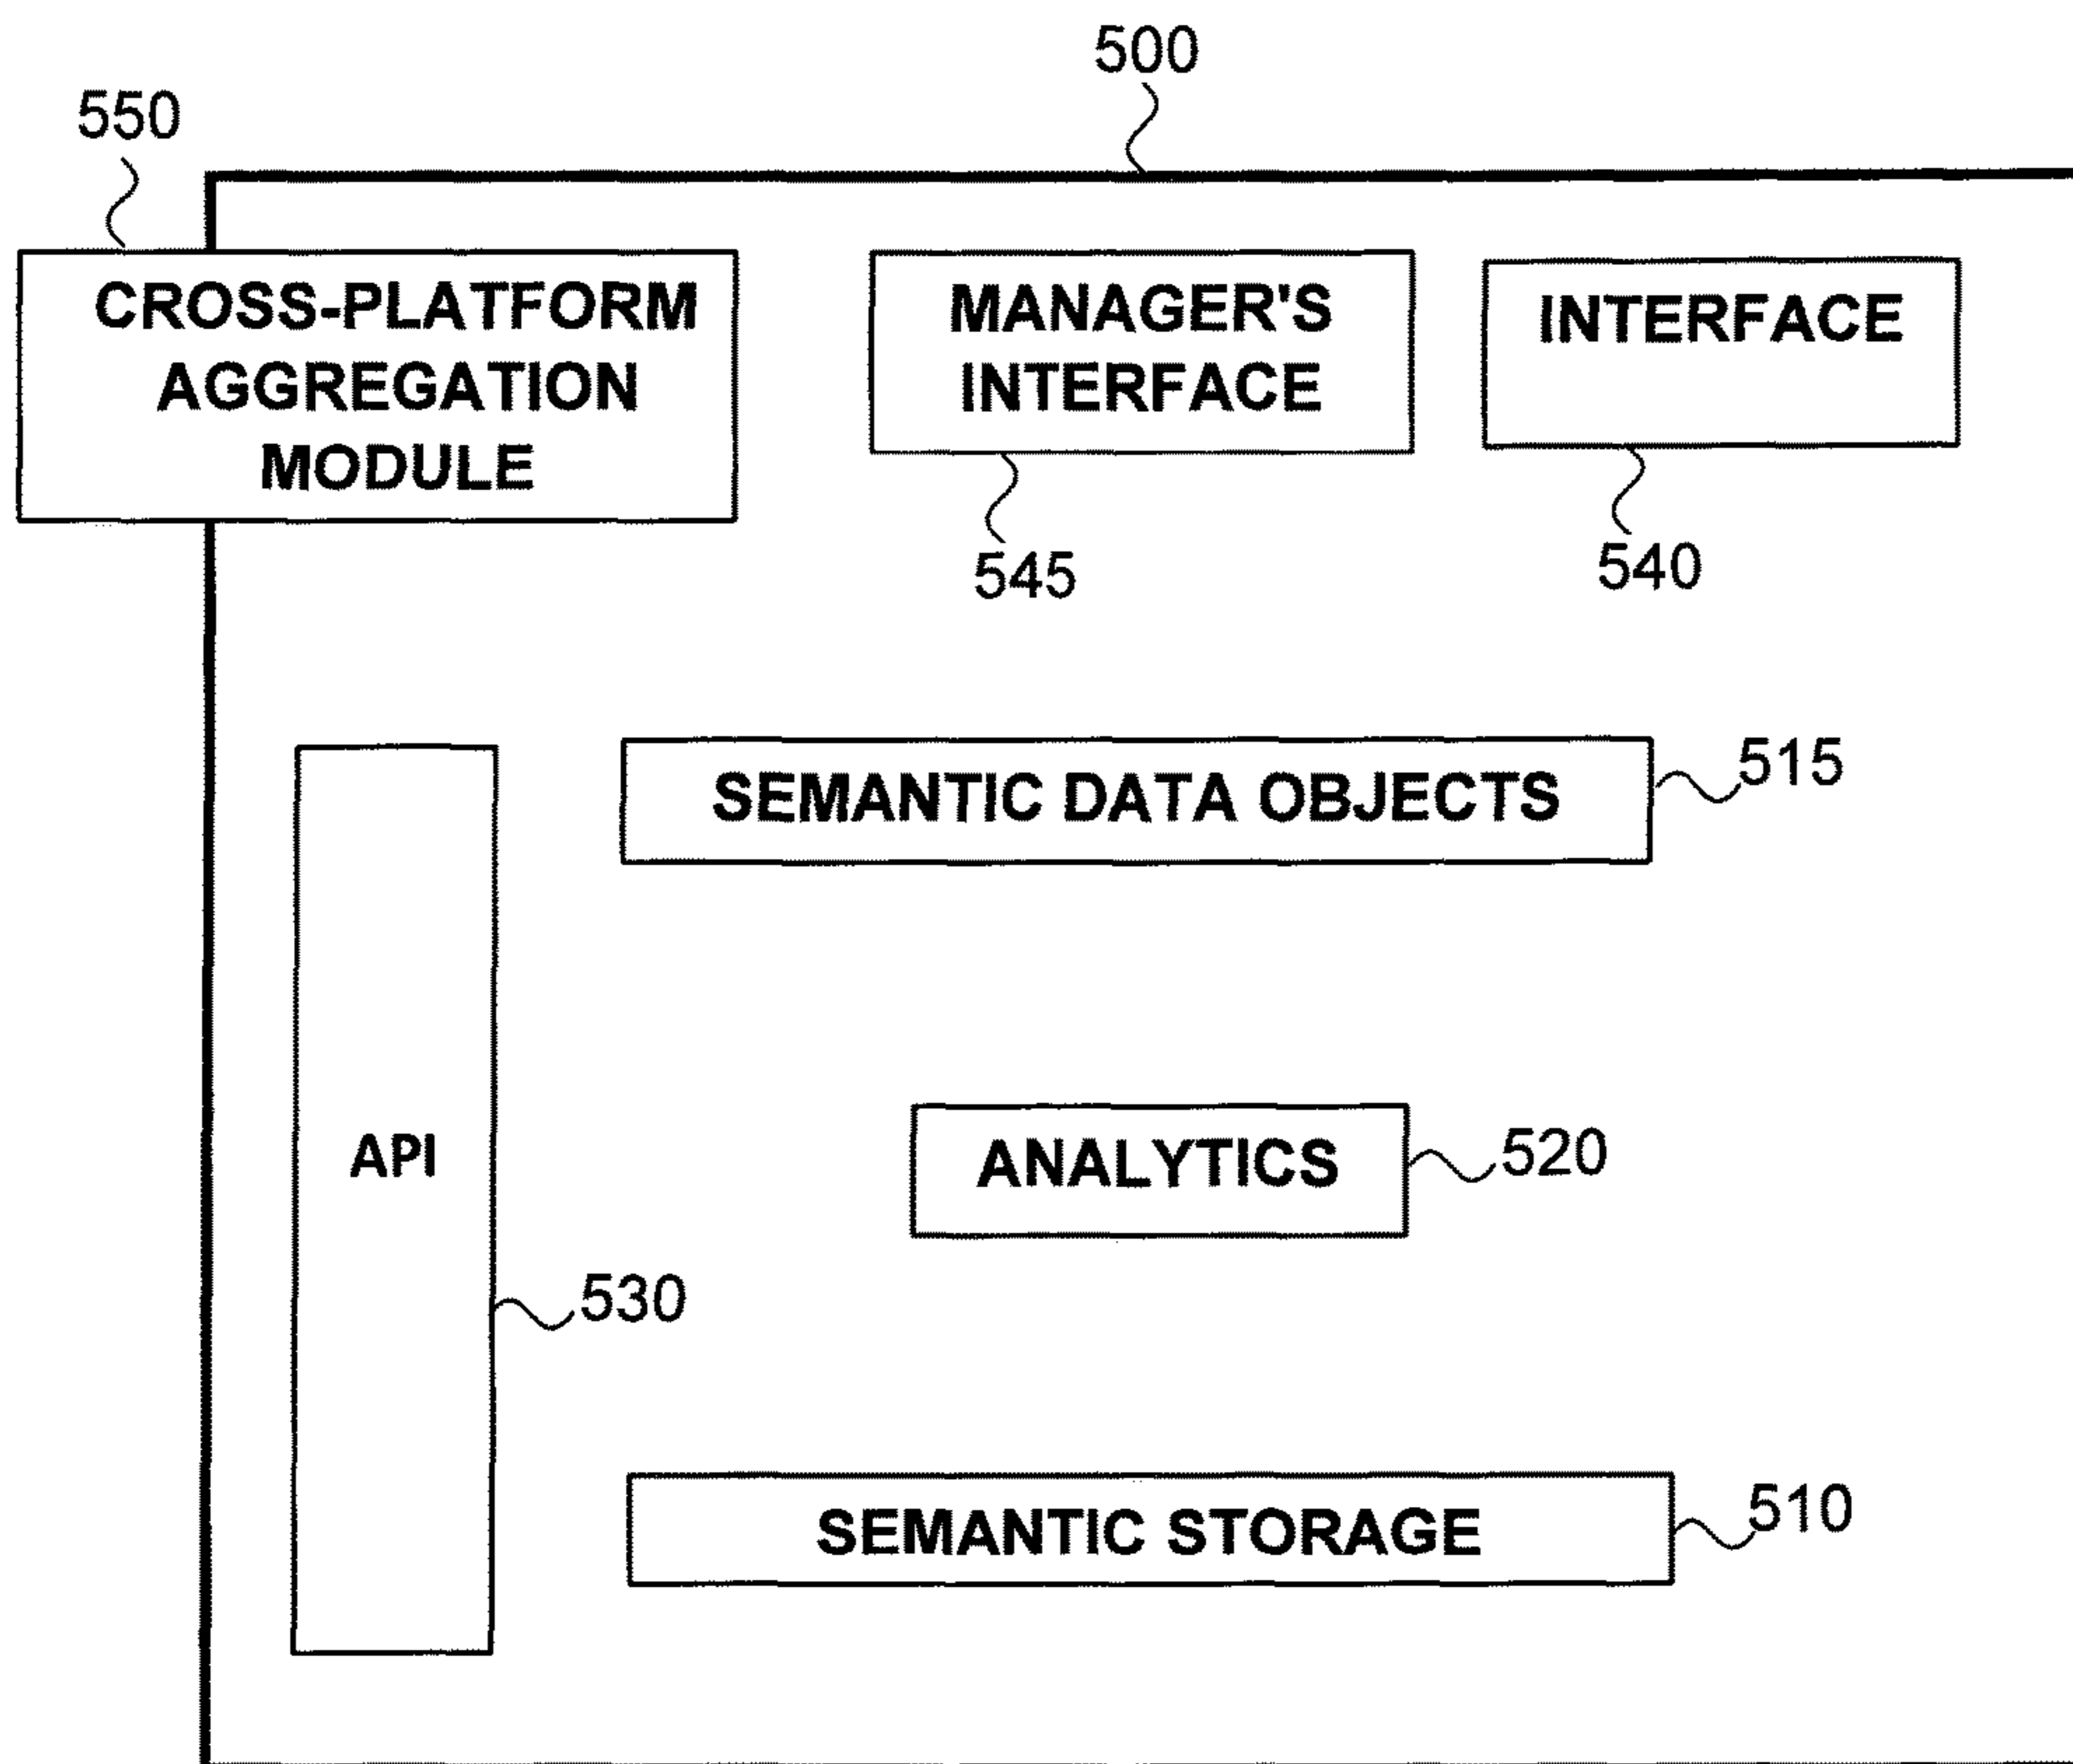 500
550
CROSS-PLATFORM
AGGREGATION
MODULE
MANAGER'S
INTERFACE
INTERFACE
545
540
SEMANTIC DATA OBJECTS
515
API
ANALYTICS
520
530
SEMANTIC STORAGE
510